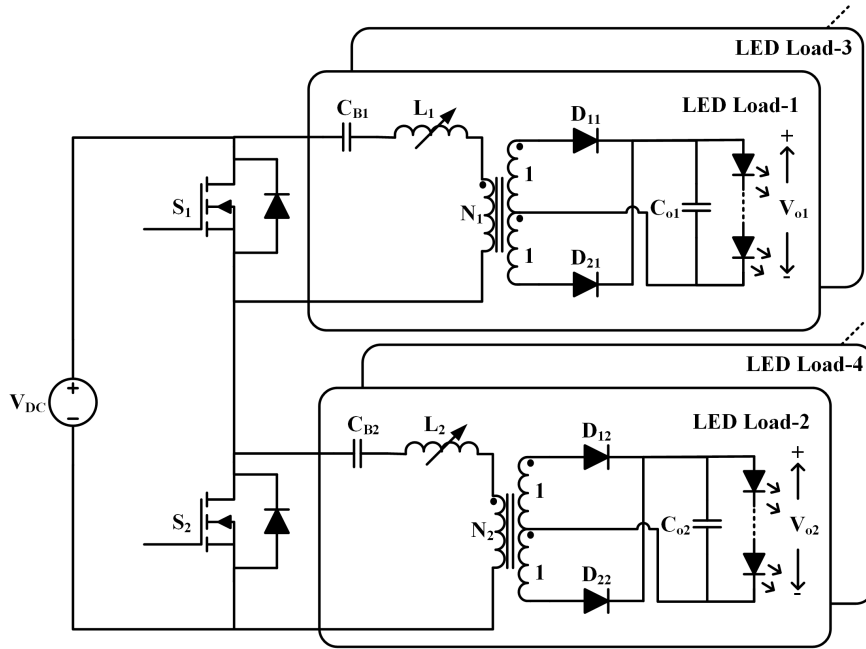 LED Load-3
LED Load-1
C_B1
L_1
D_11
+
S_1
N_1
1
1
C_o1
V_o1
D_21
-
LED Load-4
LED Load-2
V_DC
+
−
C_B2
L_2
D_12
+
S_2
N_2
1
1
C_o2
V_o2
D_22
-